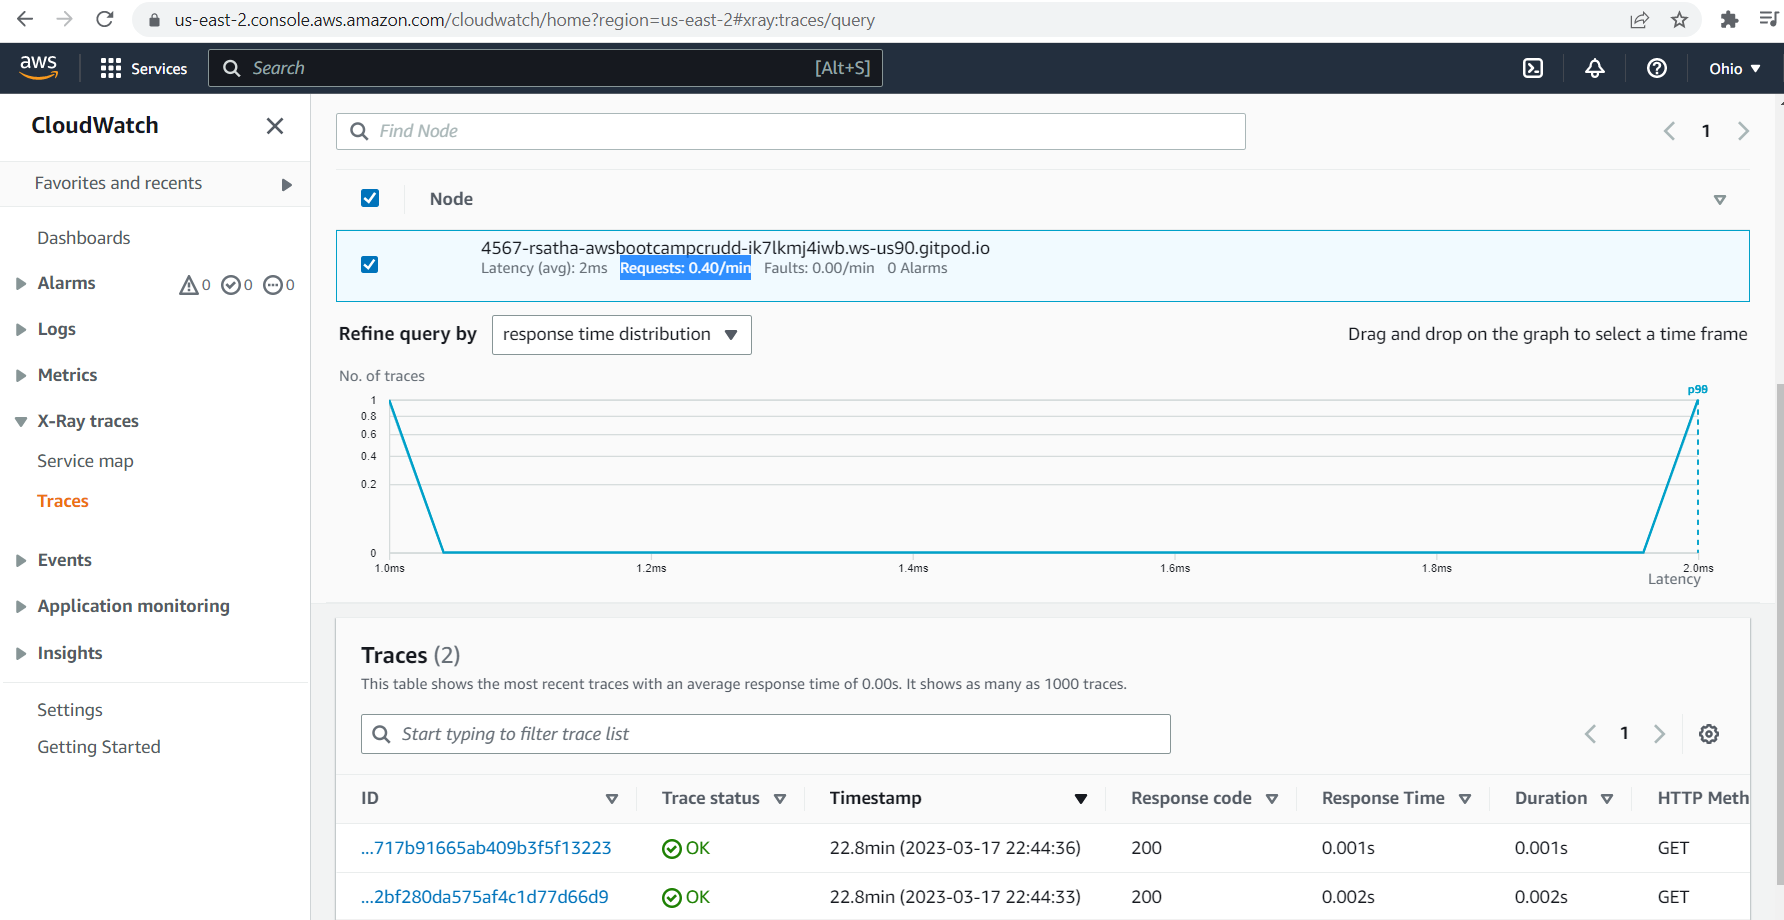 us-east-2.console.aws.amazon.com/cloudwatch/home?region=us-east-2#xray:traces/query
aws
Services
Search
[Alt+S]
Ohio
CloudWatch
Favorites and recents
Dashboards
Alarms 0 0 0
Logs
Metrics
X-Ray traces
Service map
Traces
Events
Application monitoring
Insights
Settings
Getting Started
Find Node
1
Node
4567-rsatha-awsbootcampcrudd-ik7lkmj4iwb.ws-us90.gitpod.io
Latency (avg): 2ms Requests: 0.40/min Faults: 0.00/min 0 Alarms
Refine query by response time distribution Drag and drop on the graph to select a time frame
No. of traces
1
0.8
0.6
0.4
0.2
0
1.0ms 1.2ms 1.4ms 1.6ms 1.8ms 2.0ms
Latency
Traces (2)
This table shows the most recent traces with an average response time of 0.00s. It shows as many as 1000 traces.
Start typing to filter trace list
1
ID Trace status Timestamp Response code Response Time Duration HTTP Meth
...717b91665ab409b3f5f13223 OK 22.8min (2023-03-17 22:44:36) 200 0.001s 0.001s GET
...2bf280da575af4c1d77d66d9 OK 22.8min (2023-03-17 22:44:33) 200 0.002s 0.002s GET